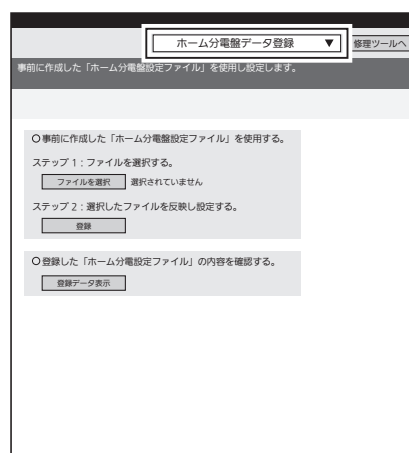 ホーム分電盤データ登録 ▼
修理ツールへ
事前に作成した「ホーム分電盤設定ファイル」を使用し設定します。
○事前に作成した「ホーム分電盤設定ファイル」を使用する。
ステップ 1：ファイルを選択する。
ファイルを選択 選択されていません
ステップ 2：選択したファイルを反映し設定する。
登録
○登録した「ホーム分電設定ファイル」の内容を確認する。
登録データ表示